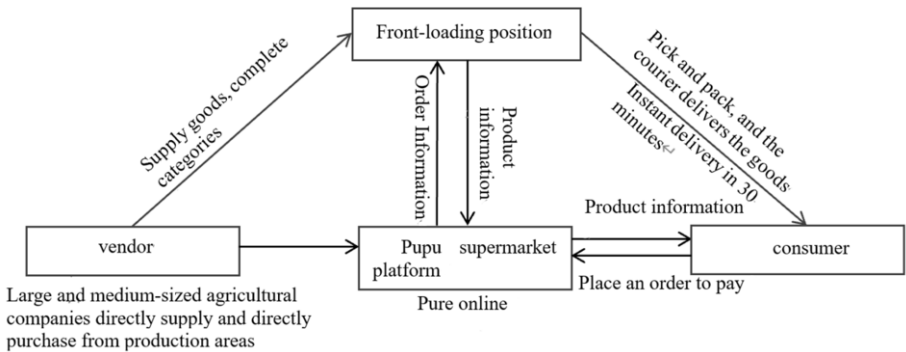 Front-loading position
Supply goods, complete
categories
Order Information
Product
information
Pick and pack, and the
courier delivers the goods
Instant delivery in 30
minutes↵
vendor
Pupu supermarket
platform
consumer
Product information
Place an order to pay
Pure online
Large and medium-sized agricultural
companies directly supply and directly
purchase from production areas